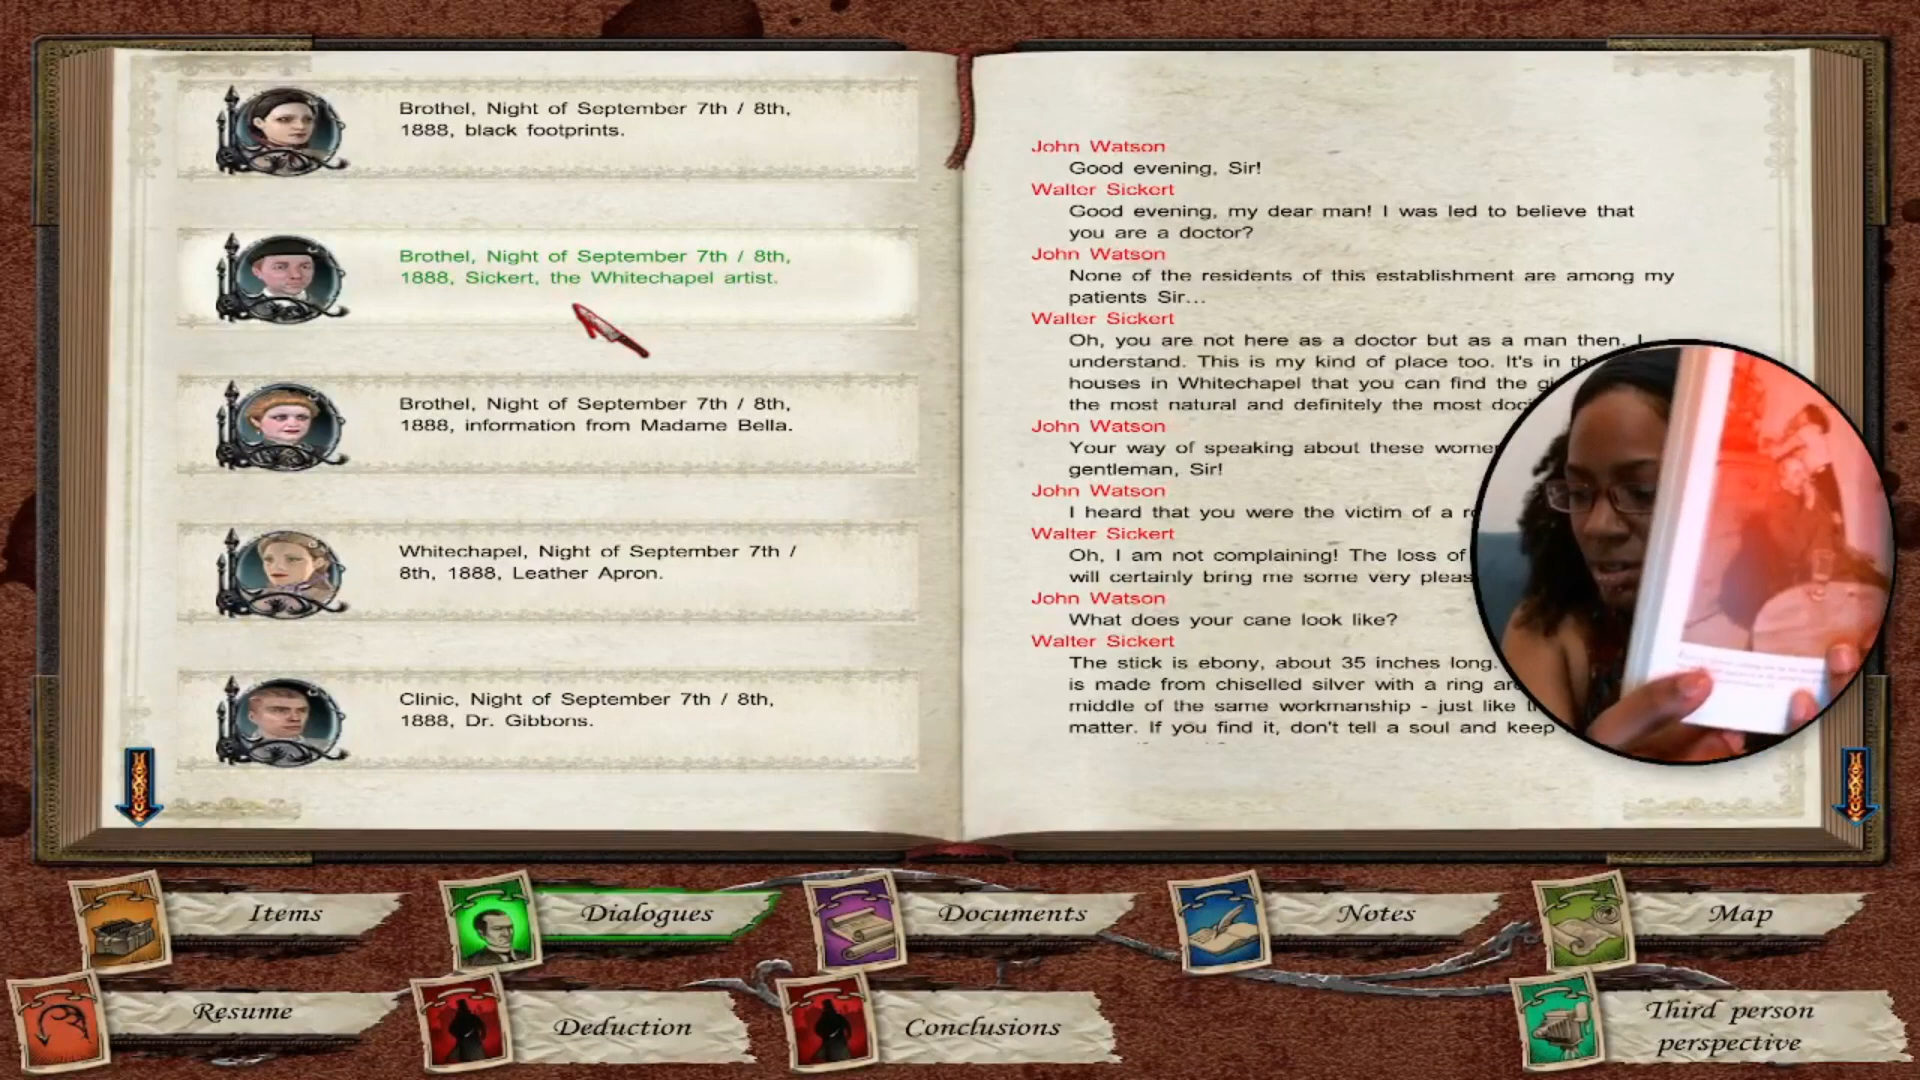 Brothel, Night of September 7th / 8th,
1888, black footprints.
Brothel, Night of September 7th / 8th,
1888, Sickert, the Whitechapel artist.
Brothel, Night of September 7th / 8th,
1888, information from Madame Bella.
Whitechapel, Night of September 7th /
8th, 1888, Leather Apron.
Clinic, Night of September 7th / 8th,
1888, Dr. Gibbons.
John Watson
Good evening, Sir!
Walter Sickert
Good evening, my dear man! I was led to believe that
you are a doctor?
John Watson
None of the residents of this establishment are among my
patients Sir...
Walter Sickert
Oh, you are not here as a doctor but as a man then. I
understand. This is my kind of place too. It's in
houses in Whitechapel that you can find the
the most natural and definitely the most
John Watson
Your way of speaking about these
gentleman, Sir!
John Watson
I heard that you were the victim of a
Walter Sickert
Oh, I am not complaining! The loss of
will certainly bring me some very
John Watson
What does your cane look like?
Walter Sickert
The stick is ebony, about 35 inches long.
is made from chiselled silver with a ring
middle of the same workmanship - just like
matter. If you find it, don't tell a soul and keep
Items
Dialogues
Documents
Notes
Map
Resume
Deduction
Conclusions
Third person
perspective